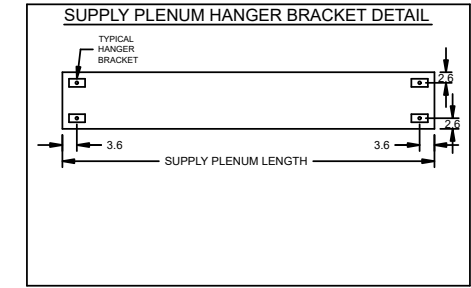 SUPPLY PLENUM HANGER BRACKET DETAIL
TYPICAL
HANGER
BRACKET
2.6
2.6
3.6
3.6
SUPPLY PLENUM LENGTH